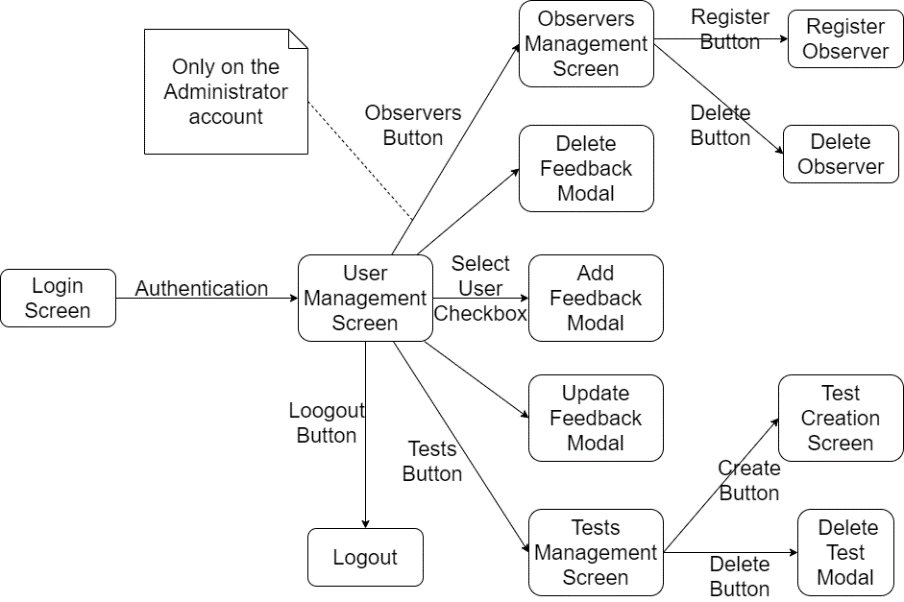 Observers
Management
Screen
Register
Button
Register
Observer
Only on the
Administrator
account
Observers
Button
Delete
Button
Delete
Observer
Delete
Feedback
Modal
Login
Screen
Authentication
User
Management
Screen
Select
User
Checkbox
Add
Feedback
Modal
Update
Feedback
Modal
Loogout
Button
Tests
Button
Test
Creation
Screen
Create
Button
Logout
Tests
Management
Screen
Delete
Button
Delete
Test
Modal